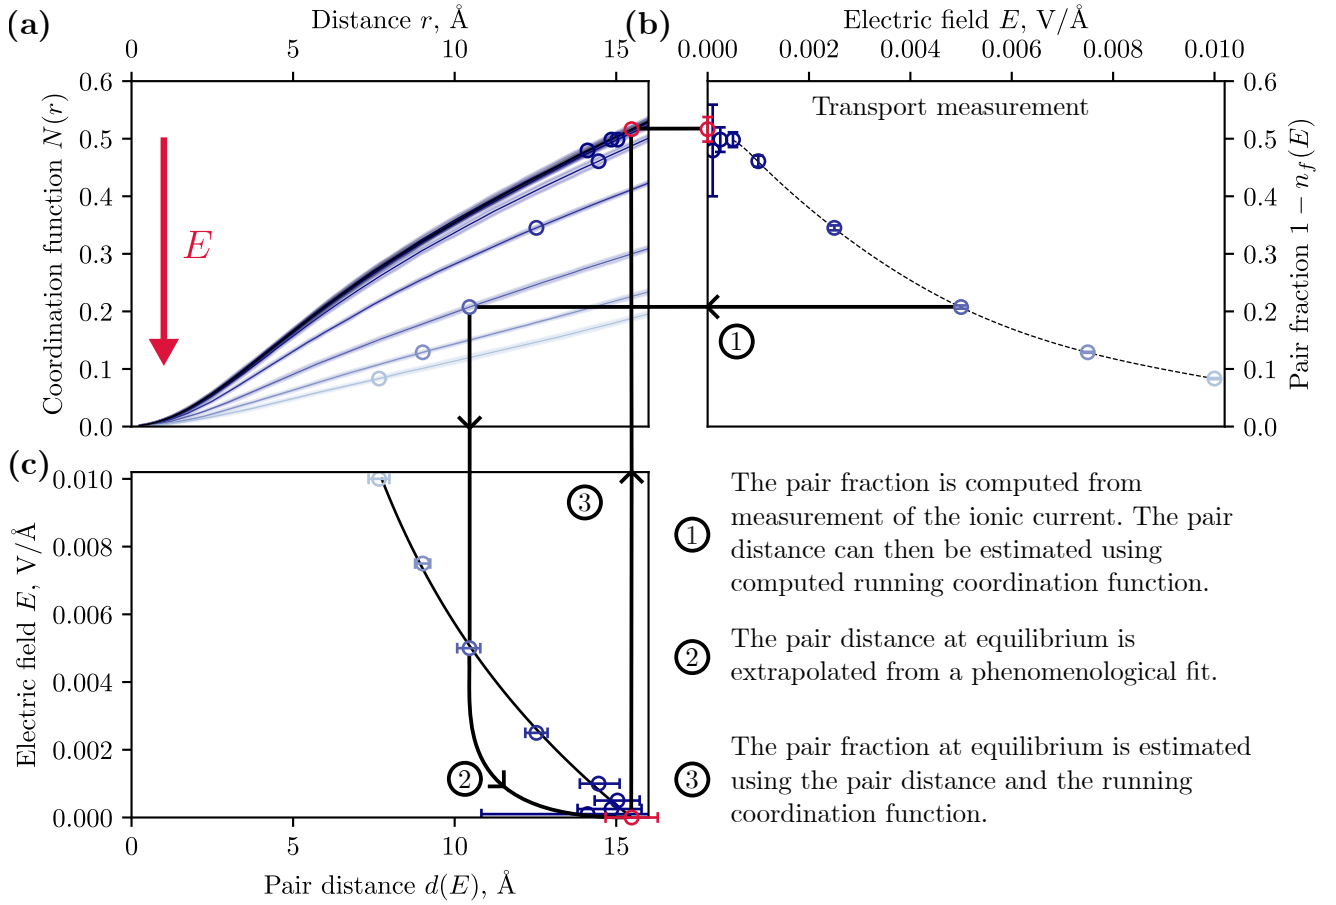 (a)
Distance r, Å
0 5 10 15
0.6
0.5
0.4
0.3
0.2
0.1
0.0
Coordination function N(r)
E
(b)
Electric field E, V/Å
0.000 0.002 0.004 0.006 0.008 0.010
Transport measurement
0.6
0.5
0.4
0.3
0.2
0.1
0.0
Pair fraction 1 − n_f(E)
1
(c)
0.010
0.008
0.006
0.004
0.002
0.000
Electric field E, V/Å
3
2
0 5 10 15
Pair distance d(E), Å
1
The pair fraction is computed from
measurement of the ionic current. The pair
distance can then be estimated using
computed running coordination function.
2
The pair distance at equilibrium is
extrapolated from a phenomenological fit.
3
The pair fraction at equilibrium is estimated
using the pair distance and the running
coordination function.